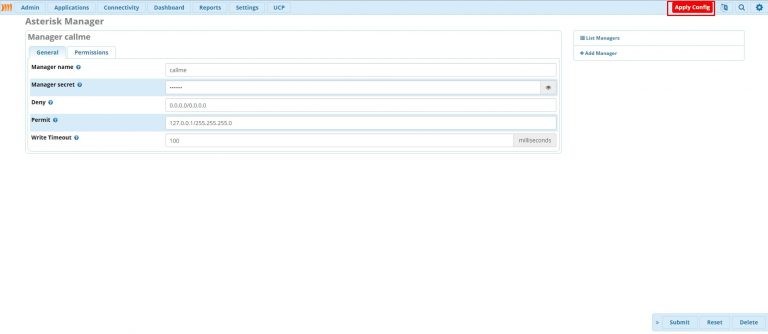 Admin Applications Connectivity Dashboard Reports Settings UCP Apply Config
Asterisk Manager
Manager callme
General Permissions
Manager name callme
Manager secret •••••••
Deny 0.0.0.0/0.0.0.0
Permit 127.0.0.1/255.255.255.0
Write Timeout 100 milliseconds
List Managers
Add Manager
Submit Reset Delete